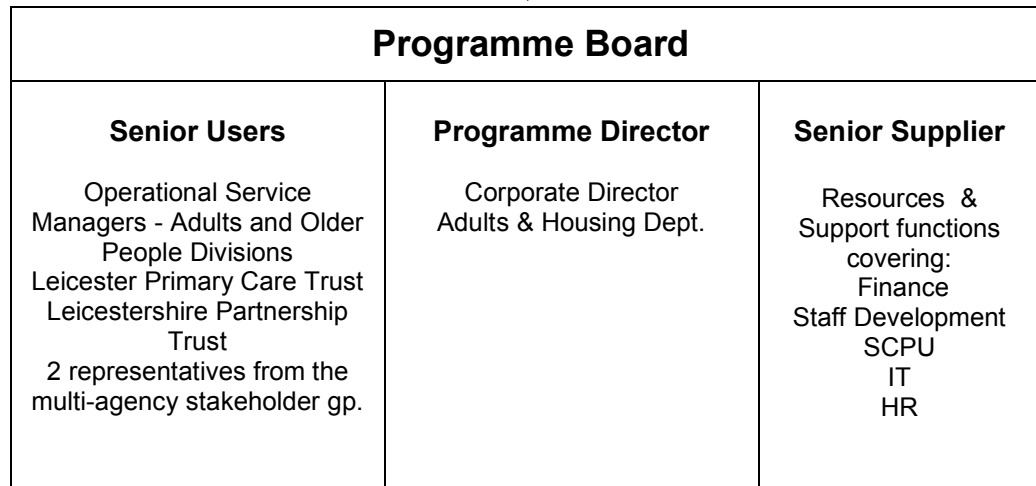 Programme Board
Senior Users
Operational Service
Managers - Adults and Older
People Divisions
Leicester Primary Care Trust
Leicestershire Partnership
Trust
2 representatives from the
multi-agency stakeholder gp.
Programme Director
Corporate Director
Adults & Housing Dept.
Senior Supplier
Resources & 
Support functions
covering:
Finance
Staff Development
SCPU
IT
HR